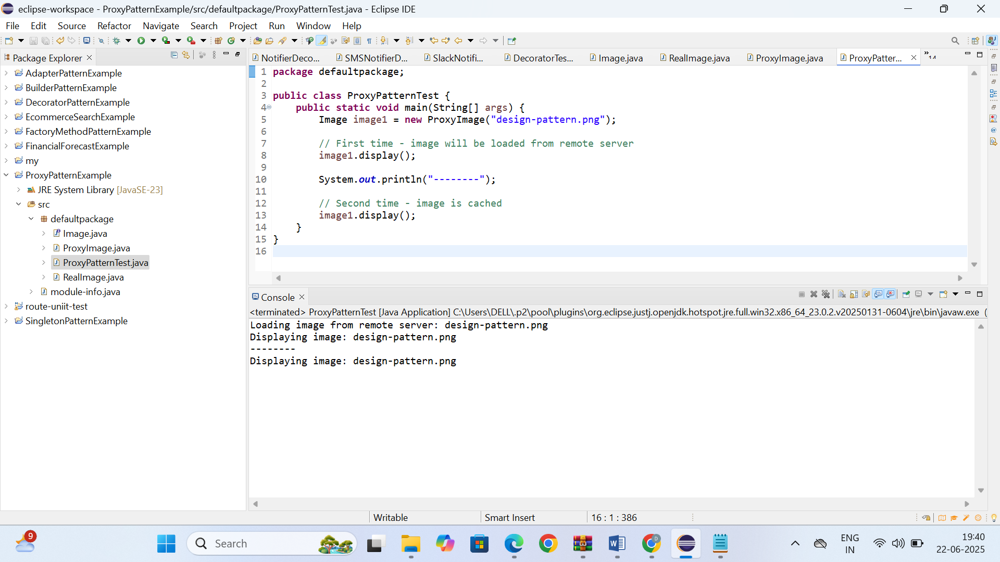 eclipse-workspace - ProxyPatternExample/src/defaultpackage/ProxyPatternTest.java - Eclipse IDE
File Edit Source Refactor Navigate Search Project Run Window Help
Package Explorer
AdapterPatternExample
BuilderPatternExample
DecoratorPatternExample
EcommerceSearchExample
FactoryMethodPatternExample
FinancialForecastExample
my
ProxyPatternExample
JRE System Library [JavaSE-23]
src
defaultpackage
Image.java
ProxyImage.java
ProxyPatternTest.java
RealImage.java
module-info.java
route-uniit-test
SingletonPatternExample
NotifierDeco... SMSNotifierD... SlackNotifi... DecoratorTes... Image.java RealImage.java ProxyImage.java ProxyPatter... »14
1 package defaultpackage;
2
3 public class ProxyPatternTest {
4 public static void main(String[] args) {
5 Image image1 = new ProxyImage("design-pattern.png");
6
7 // First time - image will be loaded from remote server
8 image1.display();
9
10 System.out.println("--------");
11
12 // Second time - image is cached
13 image1.display();
14 }
15 }
16
Console
<terminated> ProxyPatternTest [Java Application] C:\Users\DELL\.p2\pool\plugins\org.eclipse.justj.openjdk.hotspot.jre.full.win32.x86_64_23.0.2.v20250131-0604\jre\bin\javaw.exe (
Loading image from remote server: design-pattern.png
Displaying image: design-pattern.png
--------
Displaying image: design-pattern.png
Writable Smart Insert 16 : 1 : 386
9
Search
D
ENG
IN
19:40
22-06-2025